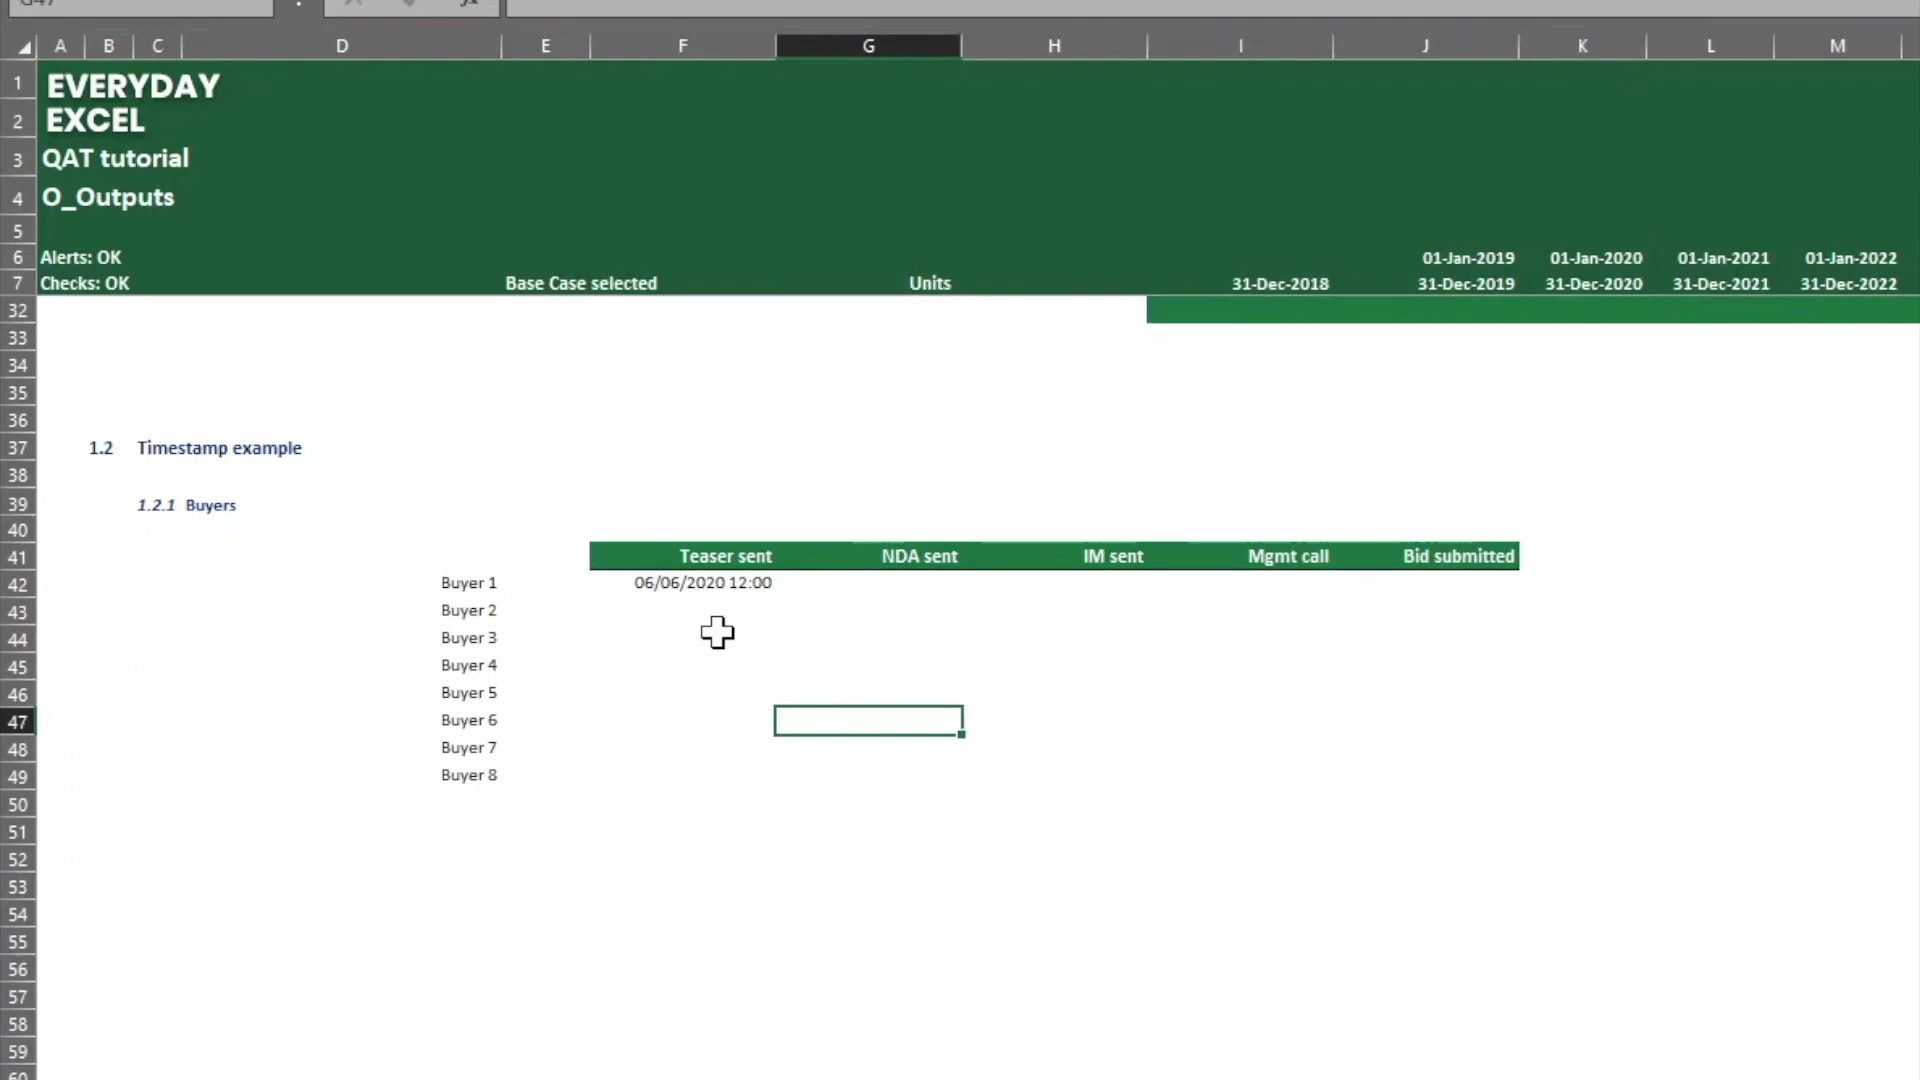 A B C D E F G H I J K L M
1 EVERYDAY
2 EXCEL
3 QAT tutorial
4 O_Outputs
5
6 Alerts: OK 01-Jan-2019 01-Jan-2020 01-Jan-2021 01-Jan-2022
7 Checks: OK Base Case selected Units 31-Dec-2018 31-Dec-2019 31-Dec-2020 31-Dec-2021 31-Dec-2022
32
33
34
35
36
37 1.2 Timestamp example
38
39 1.2.1 Buyers
40
41 Teaser sent NDA sent IM sent Mgmt call Bid submitted
42 Buyer 1 06/06/2020 12:00
43 Buyer 2
44 Buyer 3
45 Buyer 4
46 Buyer 5
47 Buyer 6
48 Buyer 7
49 Buyer 8
50
51
52
53
54
55
56
57
58
59